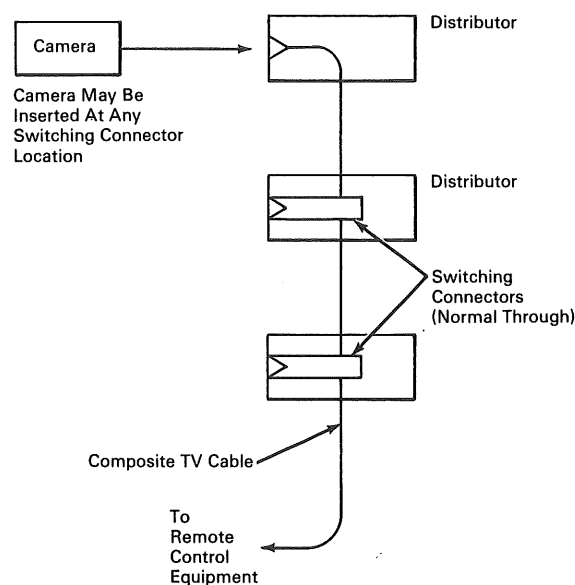 Camera
Distributor
Camera May Be
Inserted At Any
Switching Connector
Location
Distributor
Switching
Connectors
(Normal Through)
Composite TV Cable
To
Remote
Control
Equipment